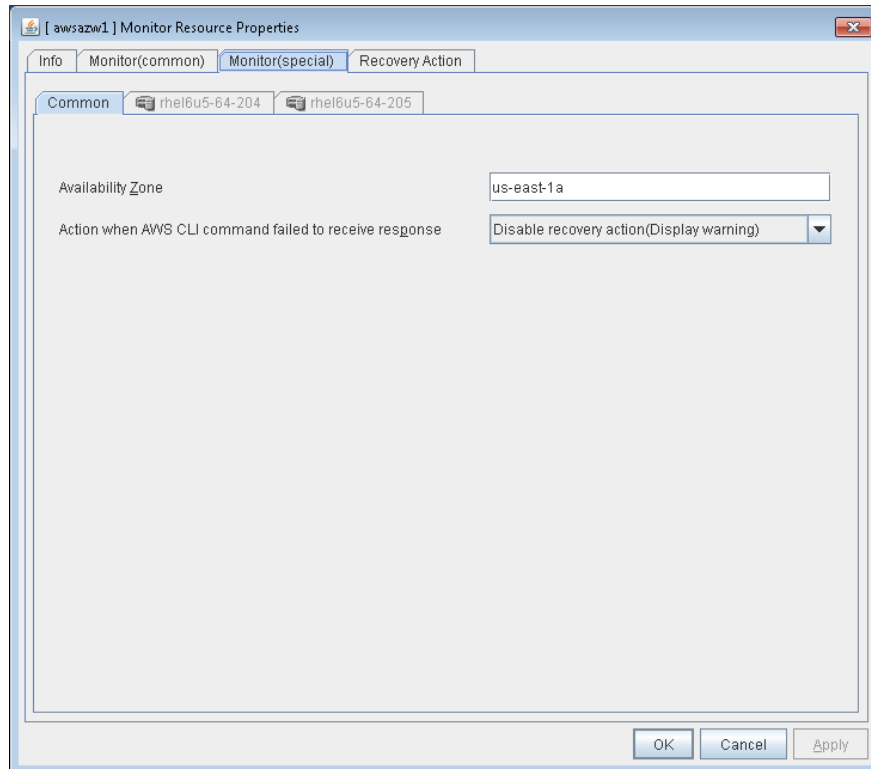 [ awsazw1 ] Monitor Resource Properties
Info Monitor(common) Monitor(special) Recovery Action
Common rhel6u5-64-204 rhel6u5-64-205
Availability Zone us-east-1a
Action when AWS CLI command failed to receive response Disable recovery action(Display warning)
OK Cancel Apply